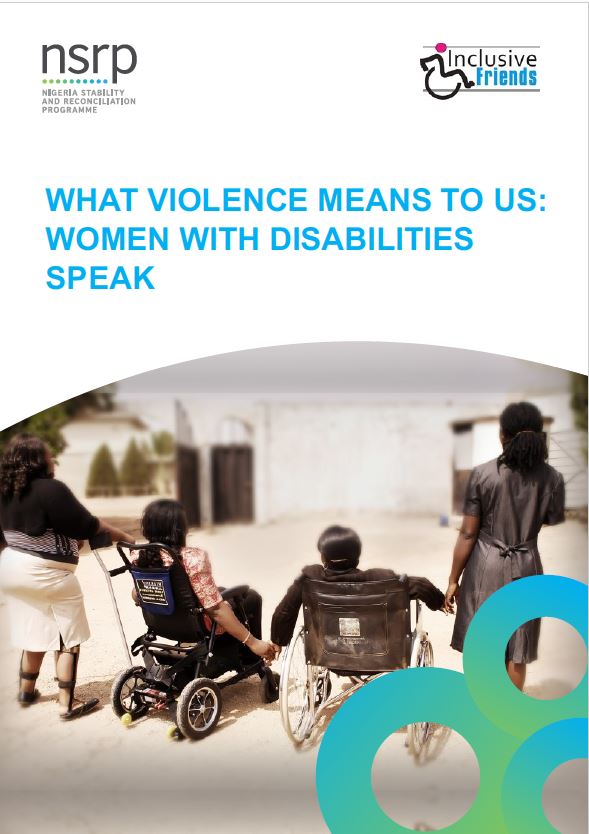 nsrp
NIGERIA STABILITY
AND RECONCILIATION
PROGRAMME
Inclusive
Friends
WHAT VIOLENCE MEANS TO US:
WOMEN WITH DISABILITIES
SPEAK